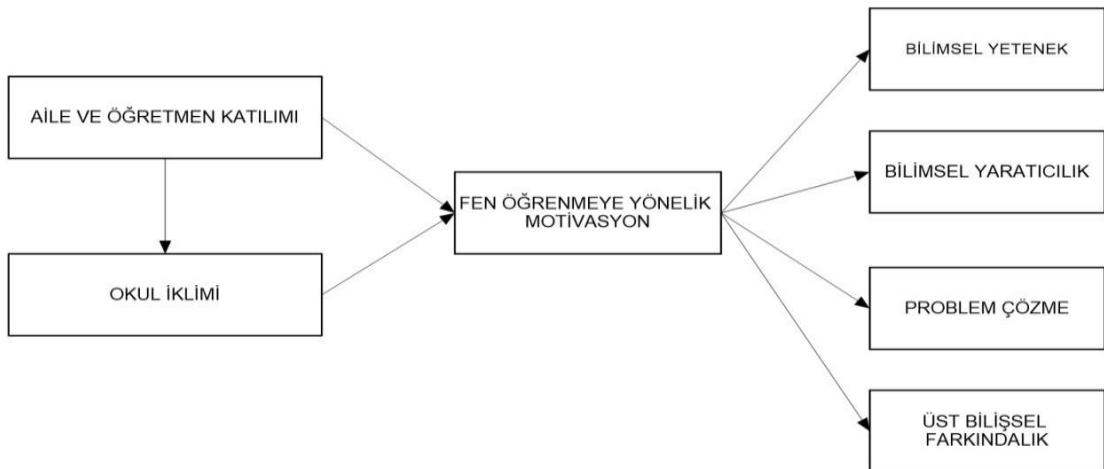 AİLE VE ÖĞRETMEN KATILIMI
OKUL İKLİMİ
FEN ÖĞRENMEYE YÖNELİK
MOTİVASYON
BİLİMSEL YETENEK
BİLİMSEL YARATICILIK
PROBLEM ÇÖZME
ÜST BİLİŞSEL
FARKINDALIK